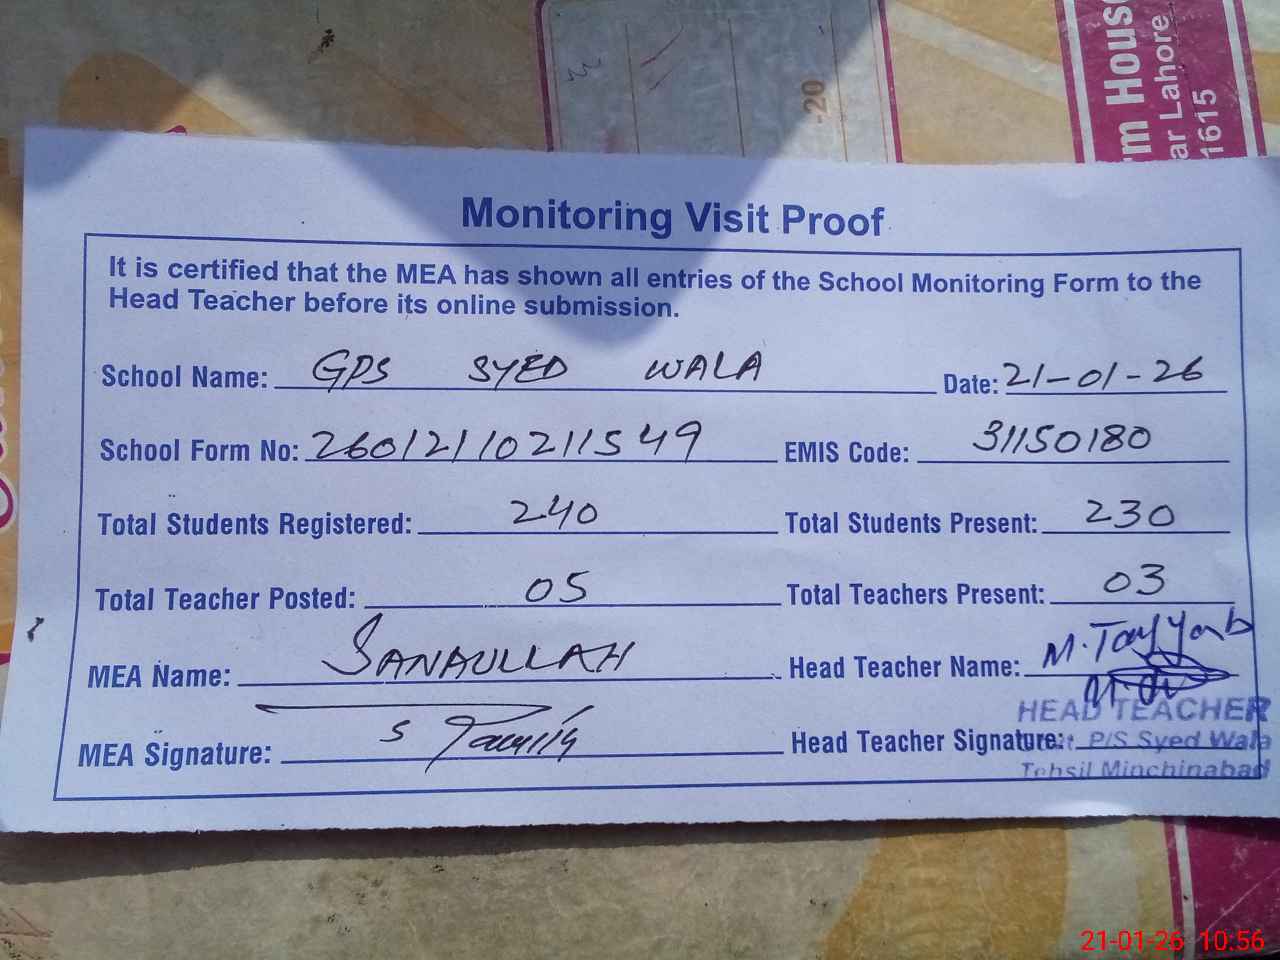 rm House
ar Lahore
1615
-20
Monitoring Visit Proof
It is certified that the MEA has shown all entries of the School Monitoring Form to the
Head Teacher before its online submission.
School Name: GPS SYED WALA Date: 21-01-26
School Form No: 26012110211549 EMIS Code: 31150180
Total Students Registered: 240 Total Students Present: 230
Total Teacher Posted: 05 Total Teachers Present: 03
MEA Name: SANAULLAH Head Teacher Name: M. Tayyab
HEAD TEACHER
MEA Signature: Head Teacher Signature: P/S Syed Wala
Tehsil Minchinabad
21-01-26 10:56